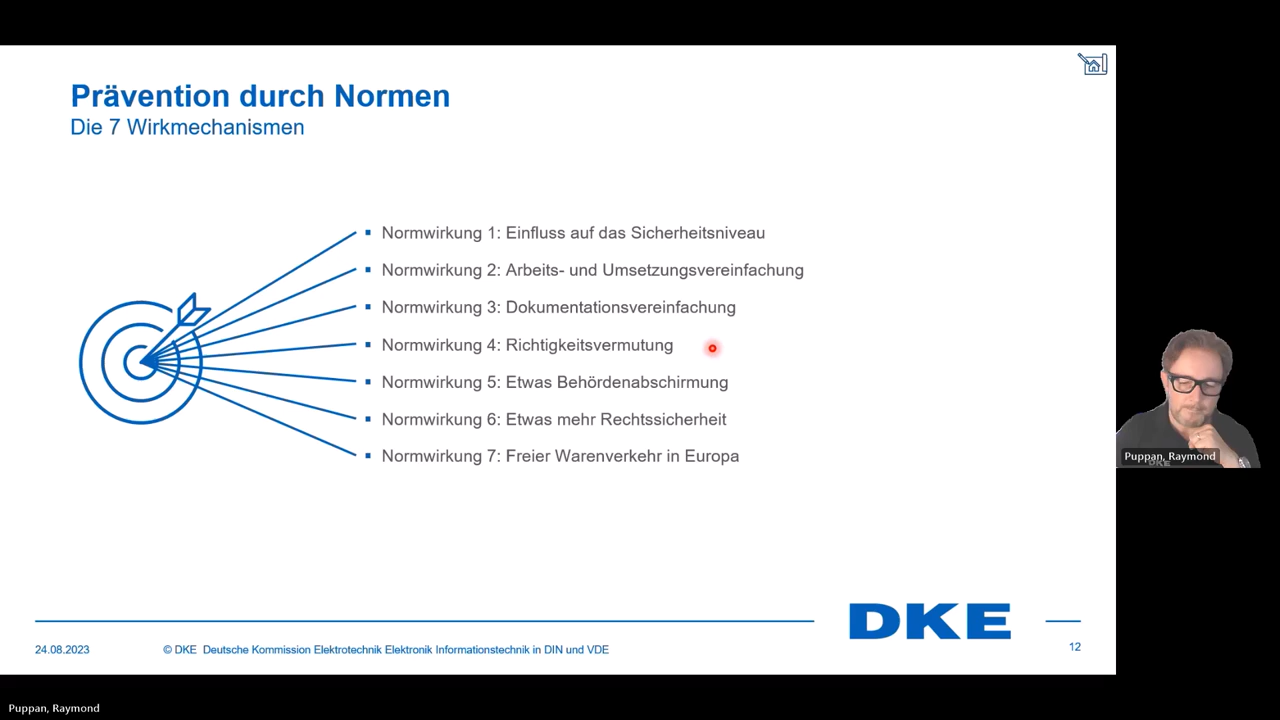 Prävention durch Normen
Die 7 Wirkmechanismen
▪ Normwirkung 1: Einfluss auf das Sicherheitsniveau
▪ Normwirkung 2: Arbeits- und Umsetzungsvereinfachung
▪ Normwirkung 3: Dokumentationsvereinfachung
▪ Normwirkung 4: Richtigkeitsvermutung
▪ Normwirkung 5: Etwas Behördenabschirmung
▪ Normwirkung 6: Etwas mehr Rechtssicherheit
▪ Normwirkung 7: Freier Warenverkehr in Europa
Puppan, Raymond
DKE
DKE
24.08.2023
© DKE Deutsche Kommission Elektrotechnik Elektronik Informationstechnik in DIN und VDE
12
Puppan, Raymond